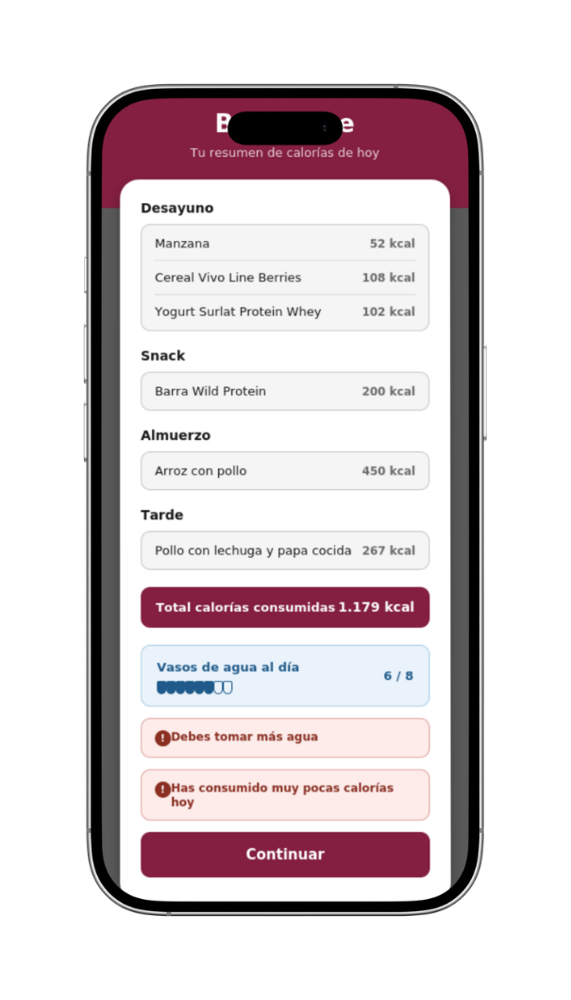 Tu resumen de calorías de hoy
Desayuno
Manzana 52 kcal
Cereal Vivo Line Berries 108 kcal
Yogurt Surlat Protein Whey 102 kcal
Snack
Barra Wild Protein 200 kcal
Almuerzo
Arroz con pollo 450 kcal
Tarde
Pollo con lechuga y papa cocida 267 kcal
Total calorías consumidas 1.179 kcal
Vasos de agua al día
6 / 8
! Debes tomar más agua
! Has consumido muy pocas calorías
hoy
Continuar